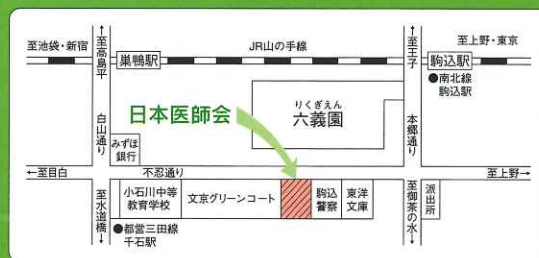 至池袋・新宿
←至高島平
巣鴨駅
JR山の手線
←至王子
駒込駅
至上野・東京
●南北線
駒込駅
白山通り
みずほ
銀行
日本医師会
りくぎえん
六義園
本郷通り
←至目白
不忍通り
至上野→
至水道橋→
小石川中等
教育学校
文京グリーンコート
駒込
警察
東洋
文庫
至御茶の水→
派出所
●都営三田線
千石駅